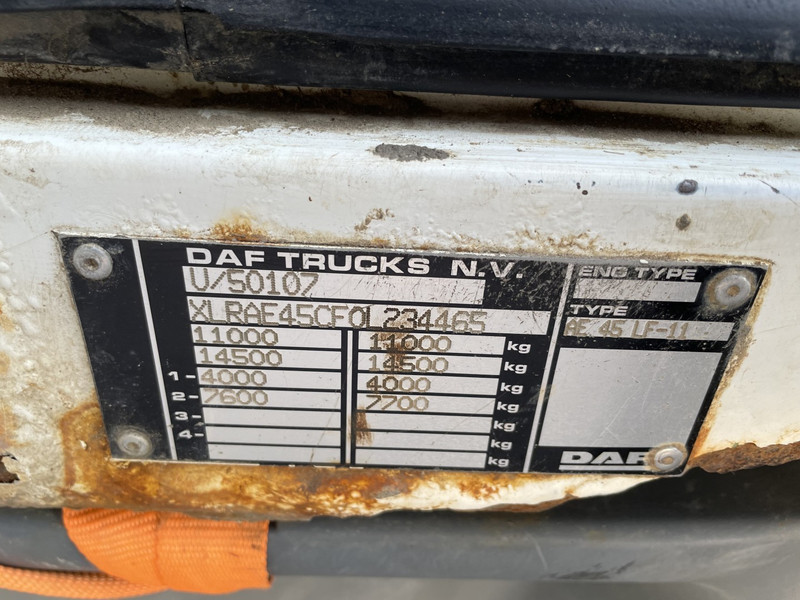 DAF TRUCKS N.V.
U/50107
XLRAE45CF0L234465
11000 11000 kg
14500 14500 kg
1- 4000 4000 kg
2- 7600 7700 kg
3- kg
4- kg
kg
ENG TYPE
TYPE
AE 45 LF-11
DAF